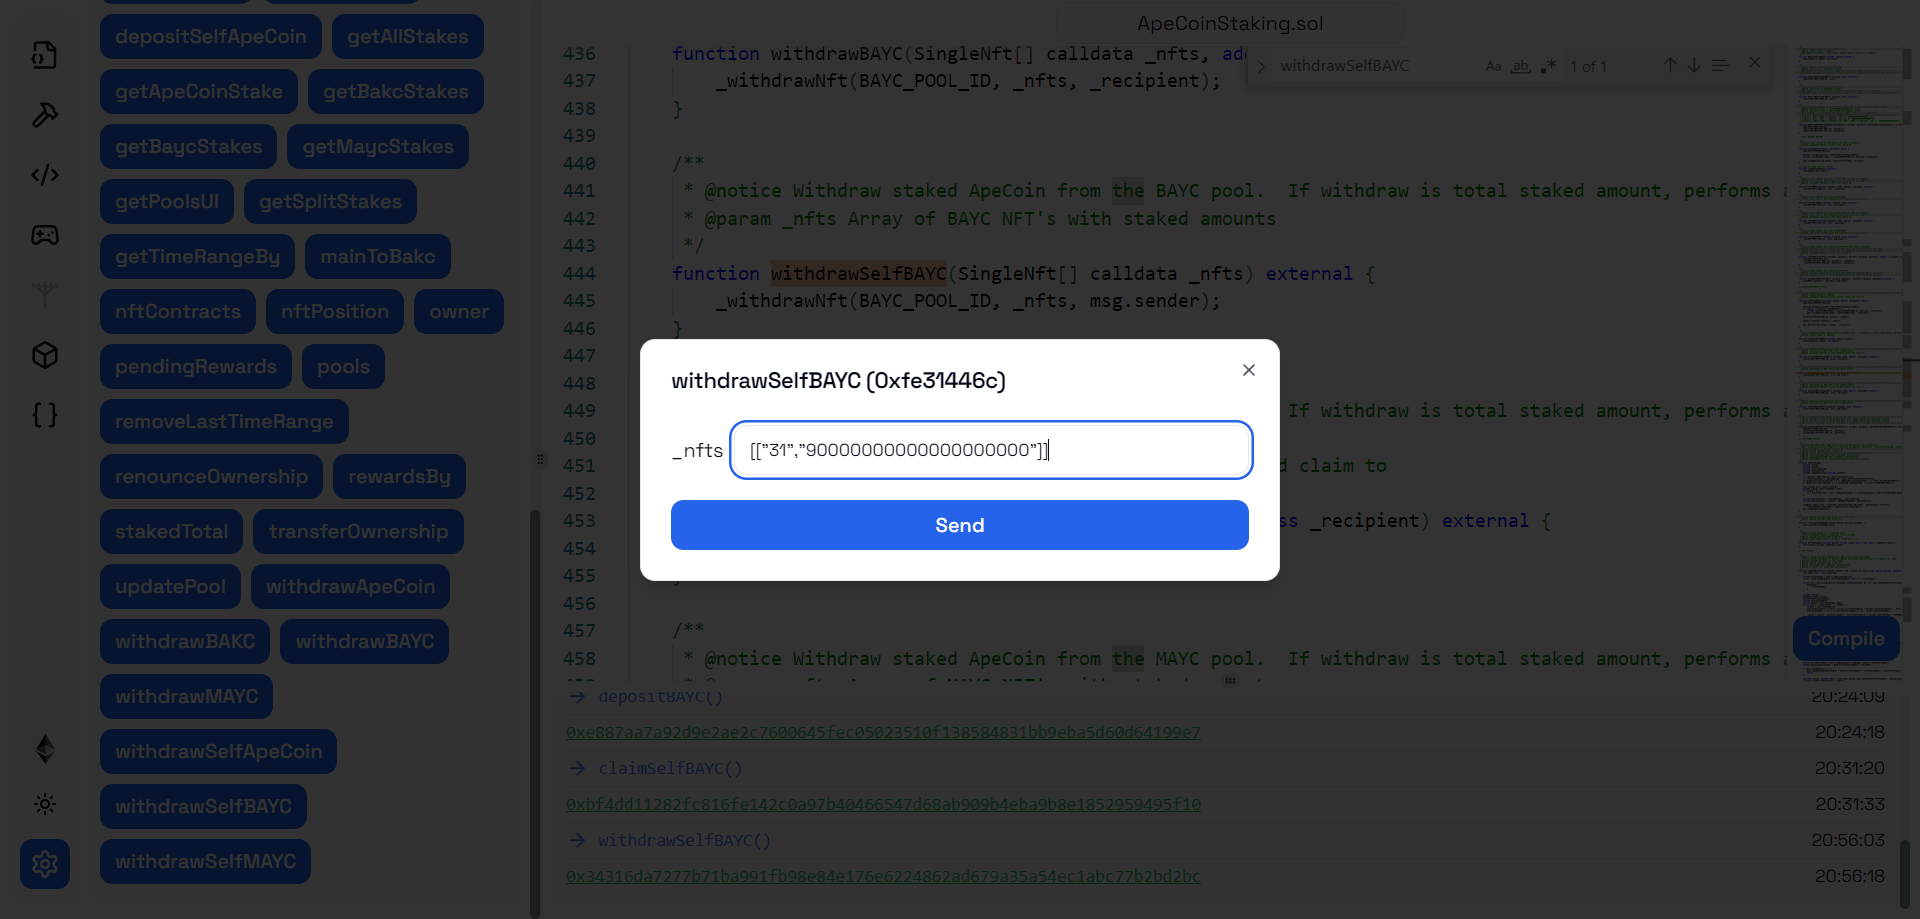 depositSelfApeCoin getAllStakes
getApeCoinStake getBakcStakes
getBaycStakes getMaycStakes
getPoolsUI getSplitStakes
getTimeRangeBy mainToBakc
nftContracts nftPosition owner
pendingRewards pools
removeLastTimeRange
renounceOwnership rewardsBy
stakedTotal transferOwnership
updatePool withdrawApeCoin
withdrawBAKC withdrawBAYC
withdrawMAYC
withdrawSelfApeCoin
withdrawSelfBAYC
withdrawSelfMAYC
ApeCoinStaking.sol
withdrawSelfBAYC Aa ab 1 of 1
436 function withdrawBAYC(SingleNft[] calldata _nfts, ad
437 _withdrawNft(BAYC_POOL_ID, _nfts, _recipient);
438 }
439
440 /**
441 * @notice Withdraw staked ApeCoin from the BAYC pool. If withdraw is total staked amount, performs a
442 * @param _nfts Array of BAYC NFT's with staked amounts
443 */
444 function withdrawSelfBAYC(SingleNft[] calldata _nfts) external {
445 _withdrawNft(BAYC_POOL_ID, _nfts, msg.sender);
446 }
447
448
449 If withdraw is total staked amount, performs a
450
451 d claim to
452
453 ss _recipient) external {
454
455
456
457 /**
458 * @notice Withdraw staked ApeCoin from the MAYC pool. If withdraw is total staked amount, performs a
withdrawSelfBAYC (0xfe31446c)
_nfts [["31","90000000000000000000"]]
Send
Compile
depositBAYC() 20:24:09
0xe887aa7a92d9e2ae2c7600645fec05023510f138584831bb9eba5d60d64199e7 20:24:18
claimSelfBAYC() 20:31:20
0xbf4dd11282fc816fe142c0a97b40466547d68ab909b4eba9b8e1852959495f10 20:31:33
withdrawSelfBAYC() 20:56:03
0x34316da7277b71ba991fb98e84e176e6224862ad679a35a54ec1abc77b2bd2bc 20:56:18